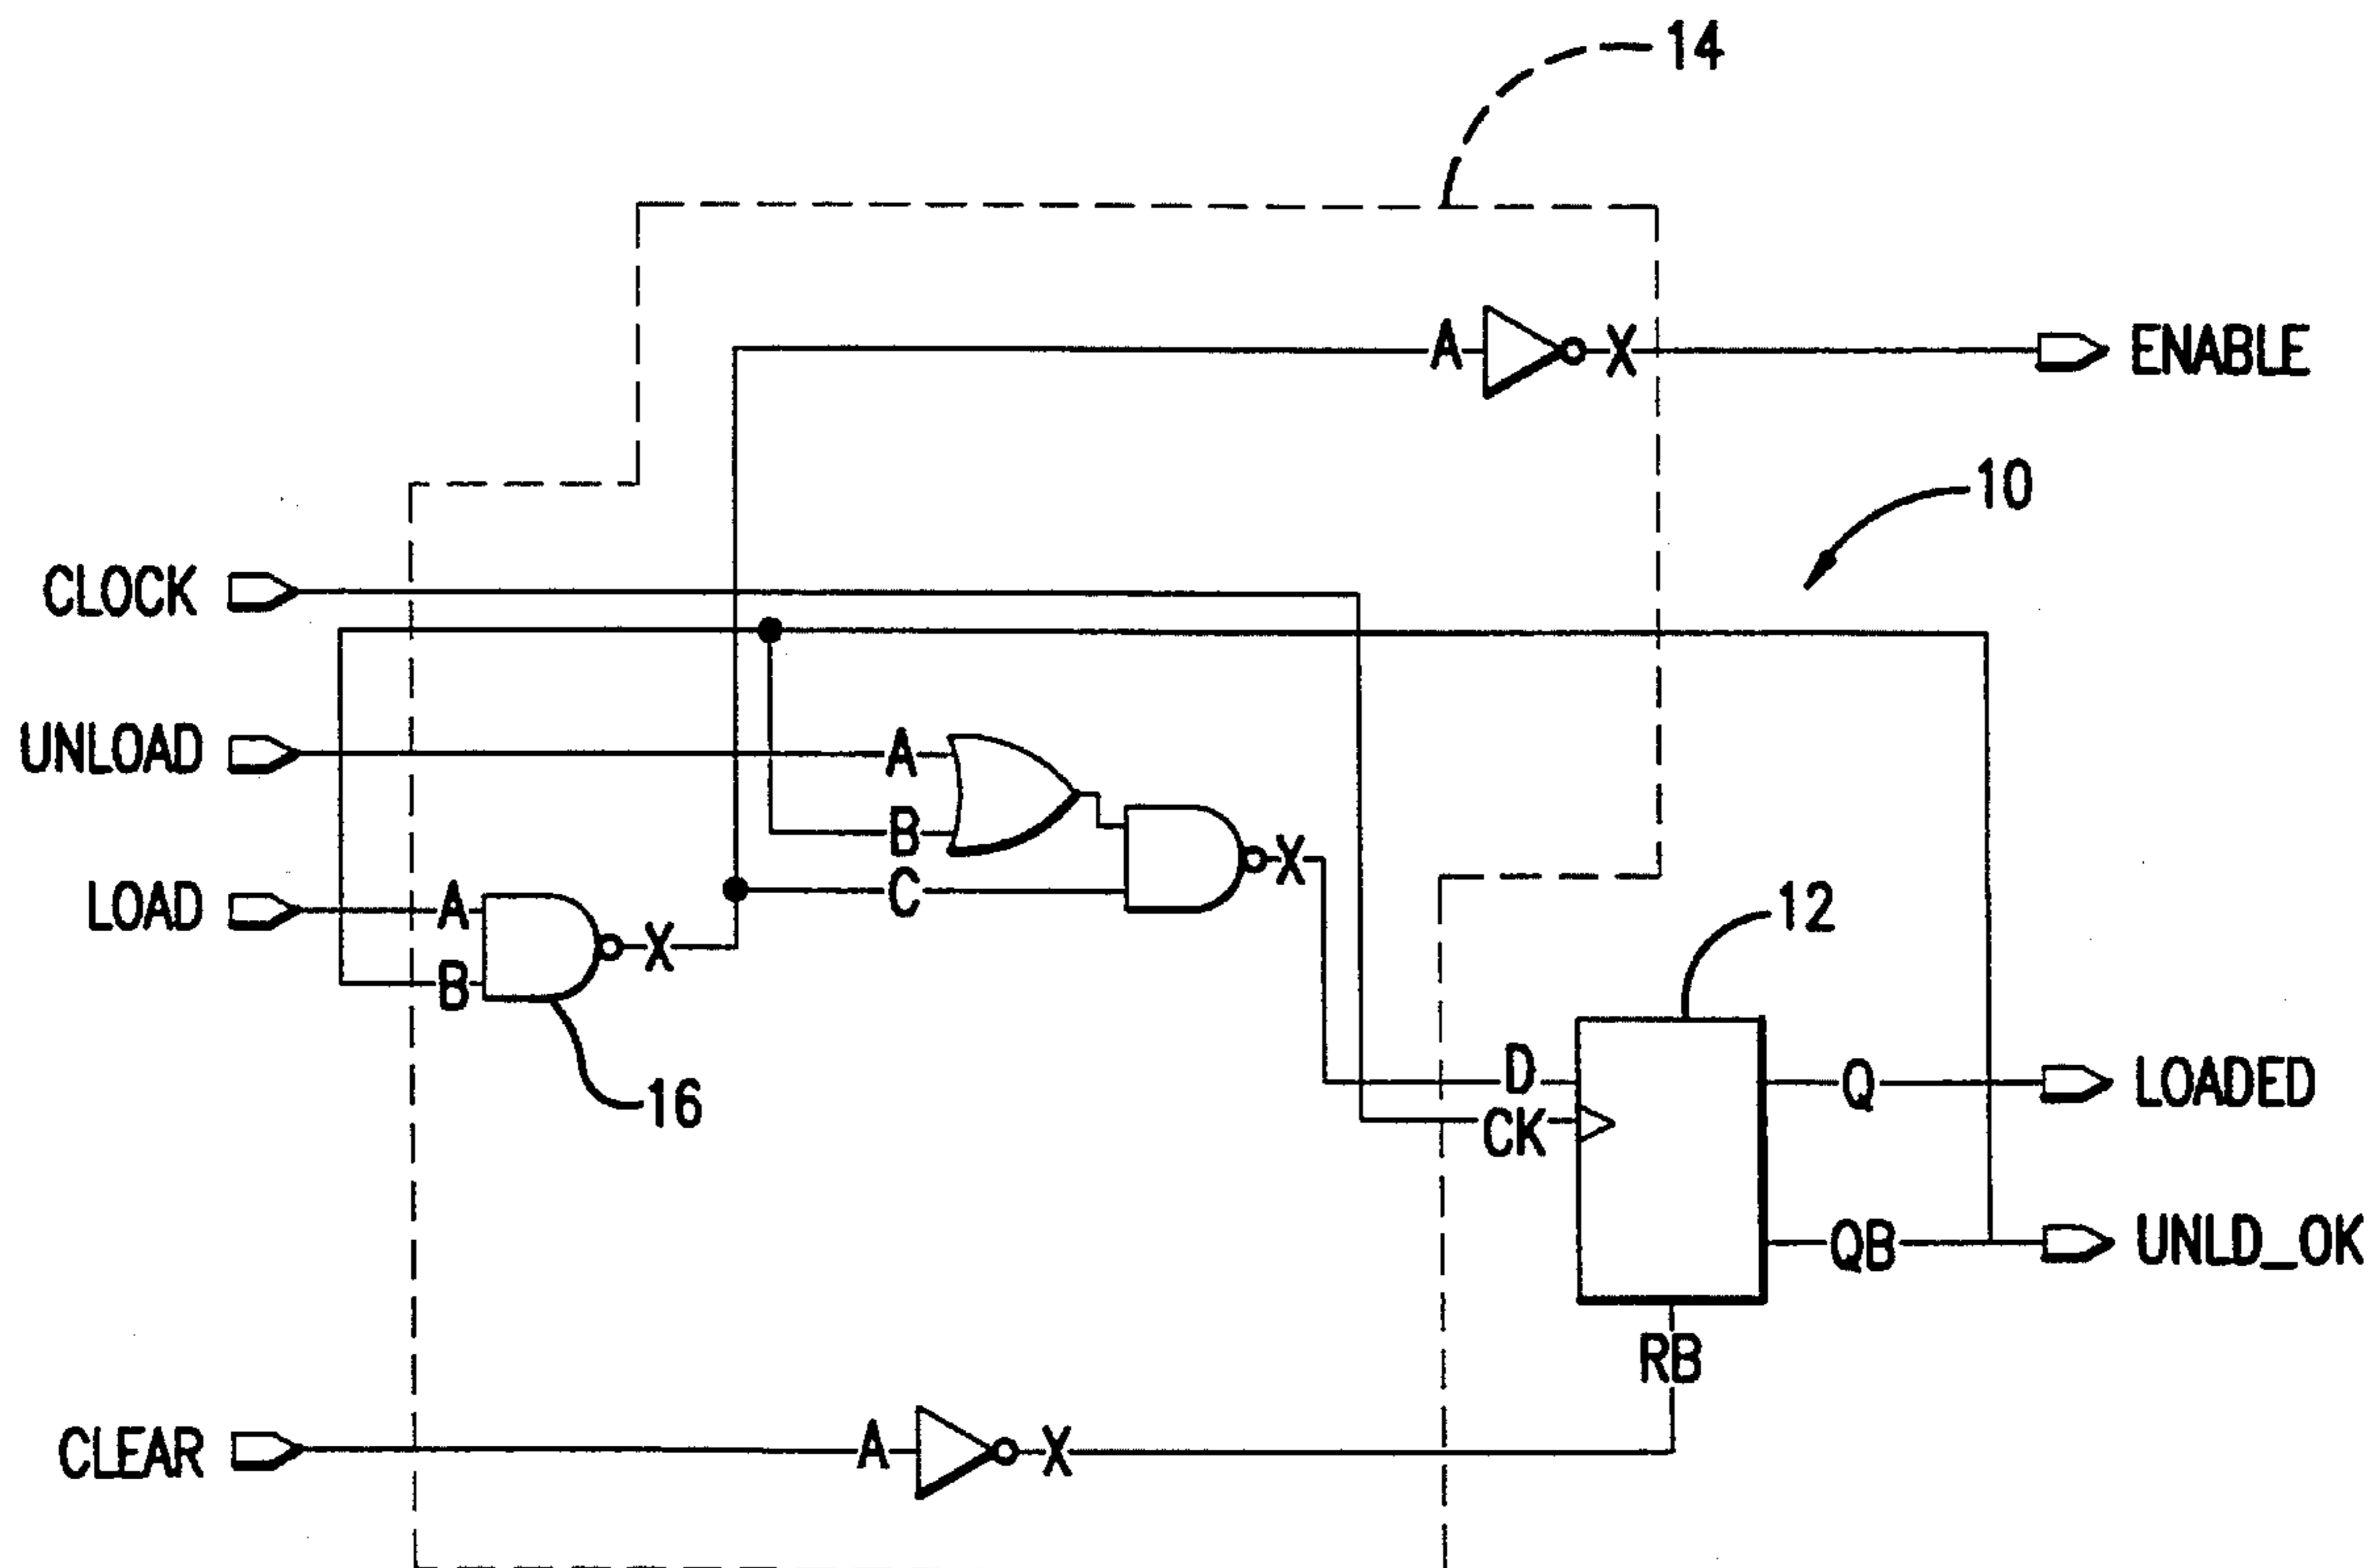 14
A
X
ENABLE
10
CLOCK
UNLOAD
A
B
C
X
LOAD
A
B
X
16
12
D
CK
Q
LOADED
QB
UNLD_OK
RB
CLEAR
A
X